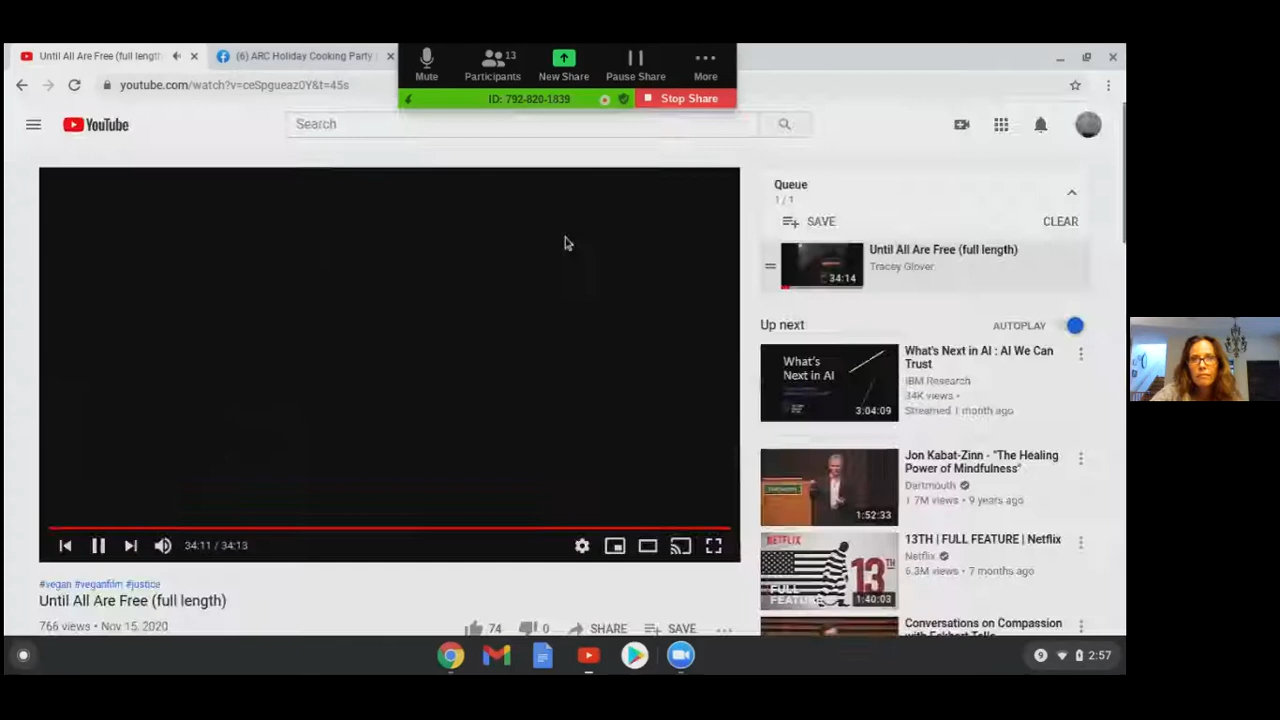 Until All Are Free (full length
(6) ARC Holiday Cooking Party
13
Mute
Participants
New Share
Pause Share
More
youtube.com/watch?v=ceSpgueaz0Y&t=45s
ID: 792-820-1839
Stop Share
YouTube
Search
Queue
1 / 1
SAVE
CLEAR
Until All Are Free (full length)
Tracey Glover
34:14
Up next
AUTOPLAY
What's Next in AI
What's Next in AI : AI We Can Trust
IBM Research
34K views •
Streamed 1 month ago
3:04:09
Jon Kabat-Zinn - "The Healing Power of Mindfulness"
Dartmouth
1.7M views • 9 years ago
1:52:33
NETFLIX
13TH
FULL FEATURE
13TH | FULL FEATURE | Netflix
Netflix
6.3M views • 7 months ago
1:40:03
Conversations on Compassion
34:11 / 34:13
#vegan #veganfilm #justice
Until All Are Free (full length)
766 views • Nov 15, 2020
74
0
SHARE
SAVE
9
2:57